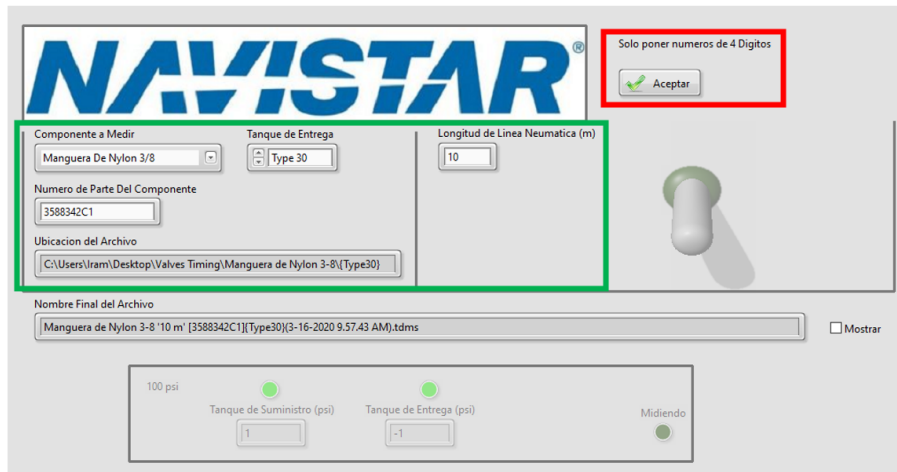 NAVISTAR®
Solo poner numeros de 4 Digitos
Aceptar
Componente a Medir
Tanque de Entrega
Longitud de Linea Neumatica (m)
Manguera De Nylon 3/8
Type 30
10
Numero de Parte Del Componente
3588342C1
Ubicacion del Archivo
C:\Users\Iram\Desktop\Valves Timing\Manguera de Nylon 3-8\{Type30}
Nombre Final del Archivo
Manguera de Nylon 3-8 '10 m' [3588342C1]{Type30}(3-16-2020 9.57.43 AM).tdms
Mostrar
100 psi
Tanque de Suministro (psi)
Tanque de Entrega (psi)
Midiendo
1
-1